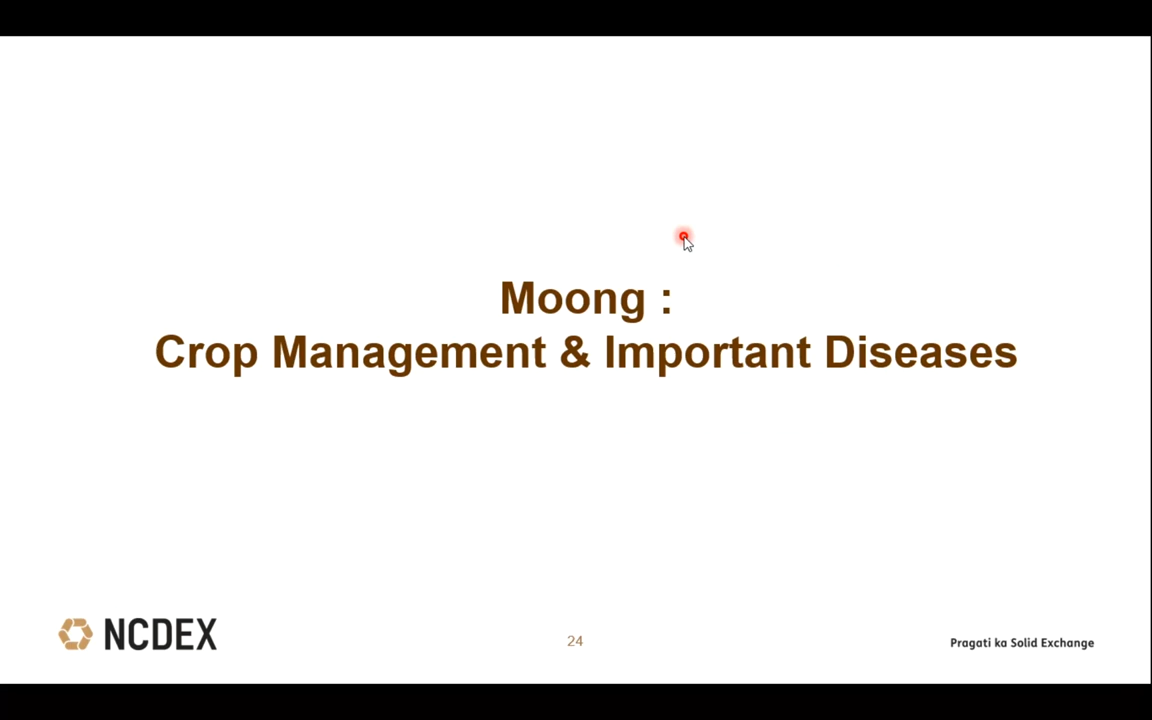 Moong :
Crop Management & Important Diseases
NCDEX
24
Pragati ka Solid Exchange